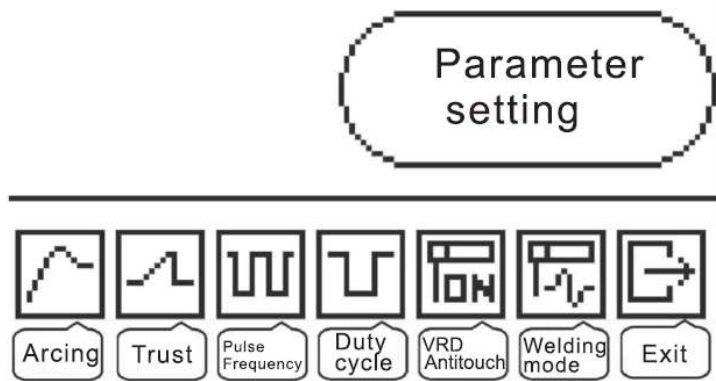 Parameter
setting
ON
Arcing
Trust
Pulse
Frequency
Duty
cycle
VRD
Antitouch
Welding
mode
Exit